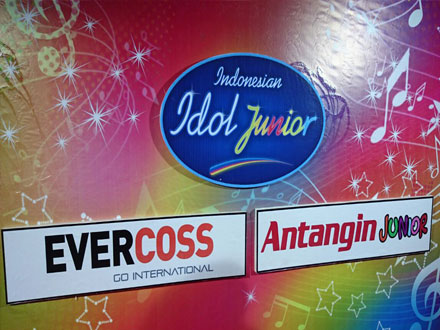 Indonesian
Idol Junior
EVERCOSS
GO INTERNATIONAL
Antangin JUNIOR